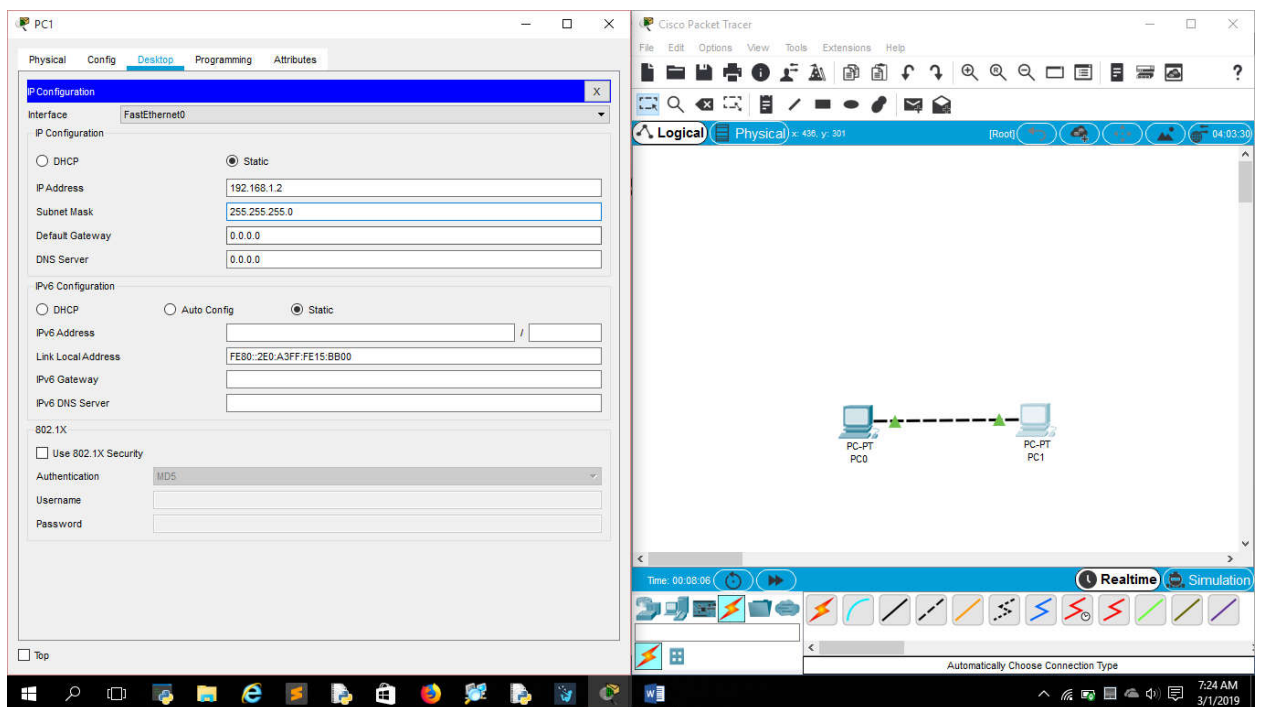 PC1
Physical Config Desktop Programming Attributes
IP Configuration X
Interface FastEthernet0
IP Configuration
DHCP Static
IP Address 192.168.1.2
Subnet Mask 255.255.255.0
Default Gateway 0.0.0.0
DNS Server 0.0.0.0
IPv6 Configuration
DHCP Auto Config Static
IPv6 Address /
Link Local Address FE80::2E0:A3FF:FE15:BB00
IPv6 Gateway
IPv6 DNS Server
802.1X
Use 802.1X Security
Authentication MD5
Username
Password
Top
Cisco Packet Tracer
File Edit Options View Tools Extensions Help
Logical Physical x: 436, y: 301 [Root] 04:03:30
PC-PT
PC0
PC-PT
PC1
Time: 00:08:06 Realtime Simulation
Automatically Choose Connection Type
7:24 AM
3/1/2019